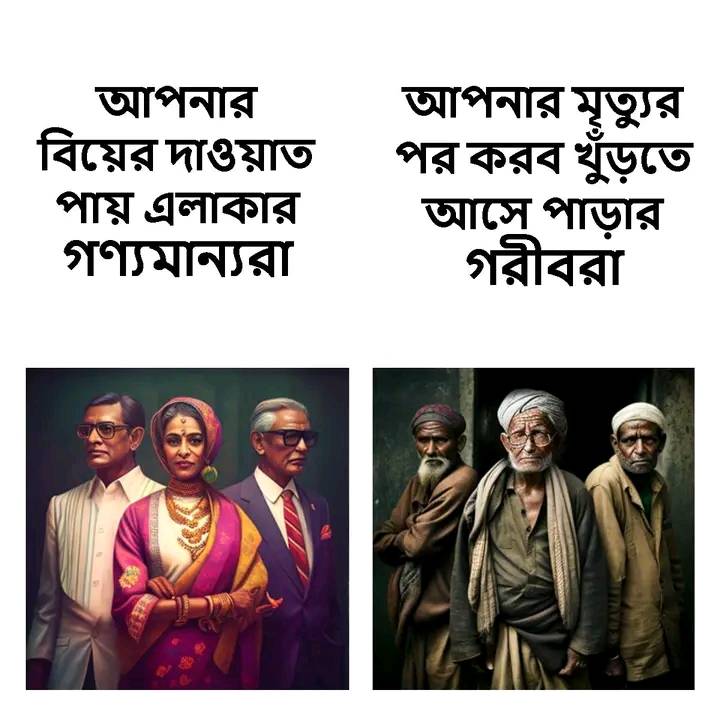 আপনার
বিয়ের দাওয়াত
পায় এলাকার
গণ্যমান্যরা
আপনার মৃত্যুর
পর করব খুঁড়তে
আসে পাড়ার
গরীবরা